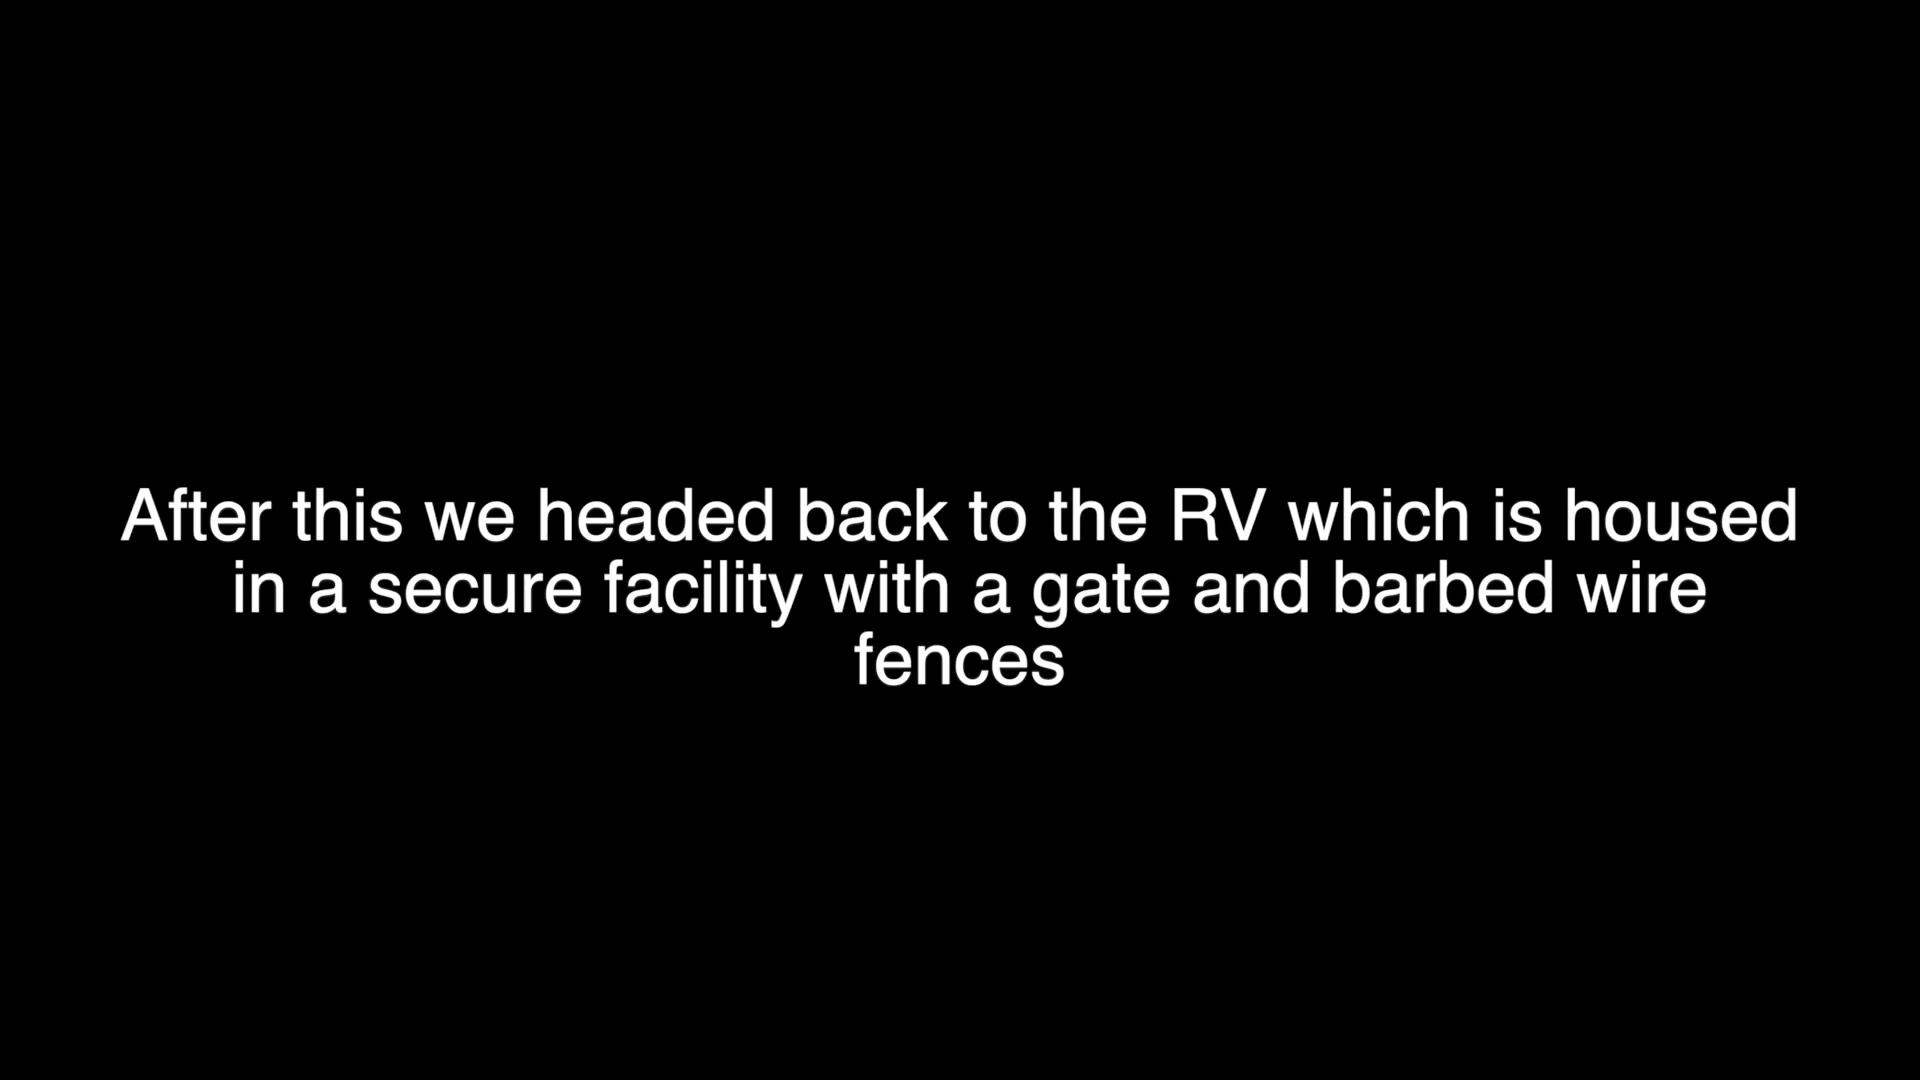 After this we headed back to the RV which is housed
in a secure facility with a gate and barbed wire
fences